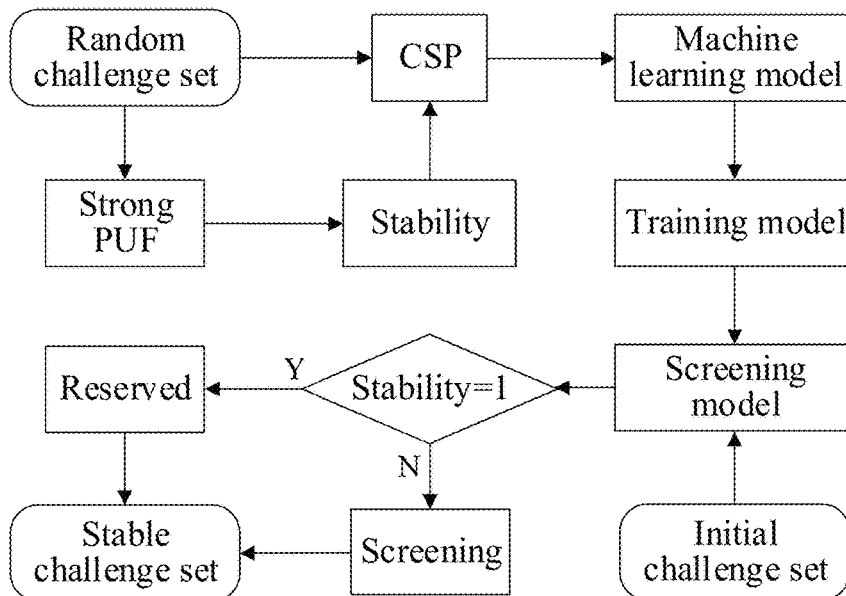 Random
challenge set
CSP
Machine
learning model
Strong
PUF
Stability
Training model
Reserved
Y
Stability=1
Screening
model
N
Stable
challenge set
Screening
Initial
challenge set